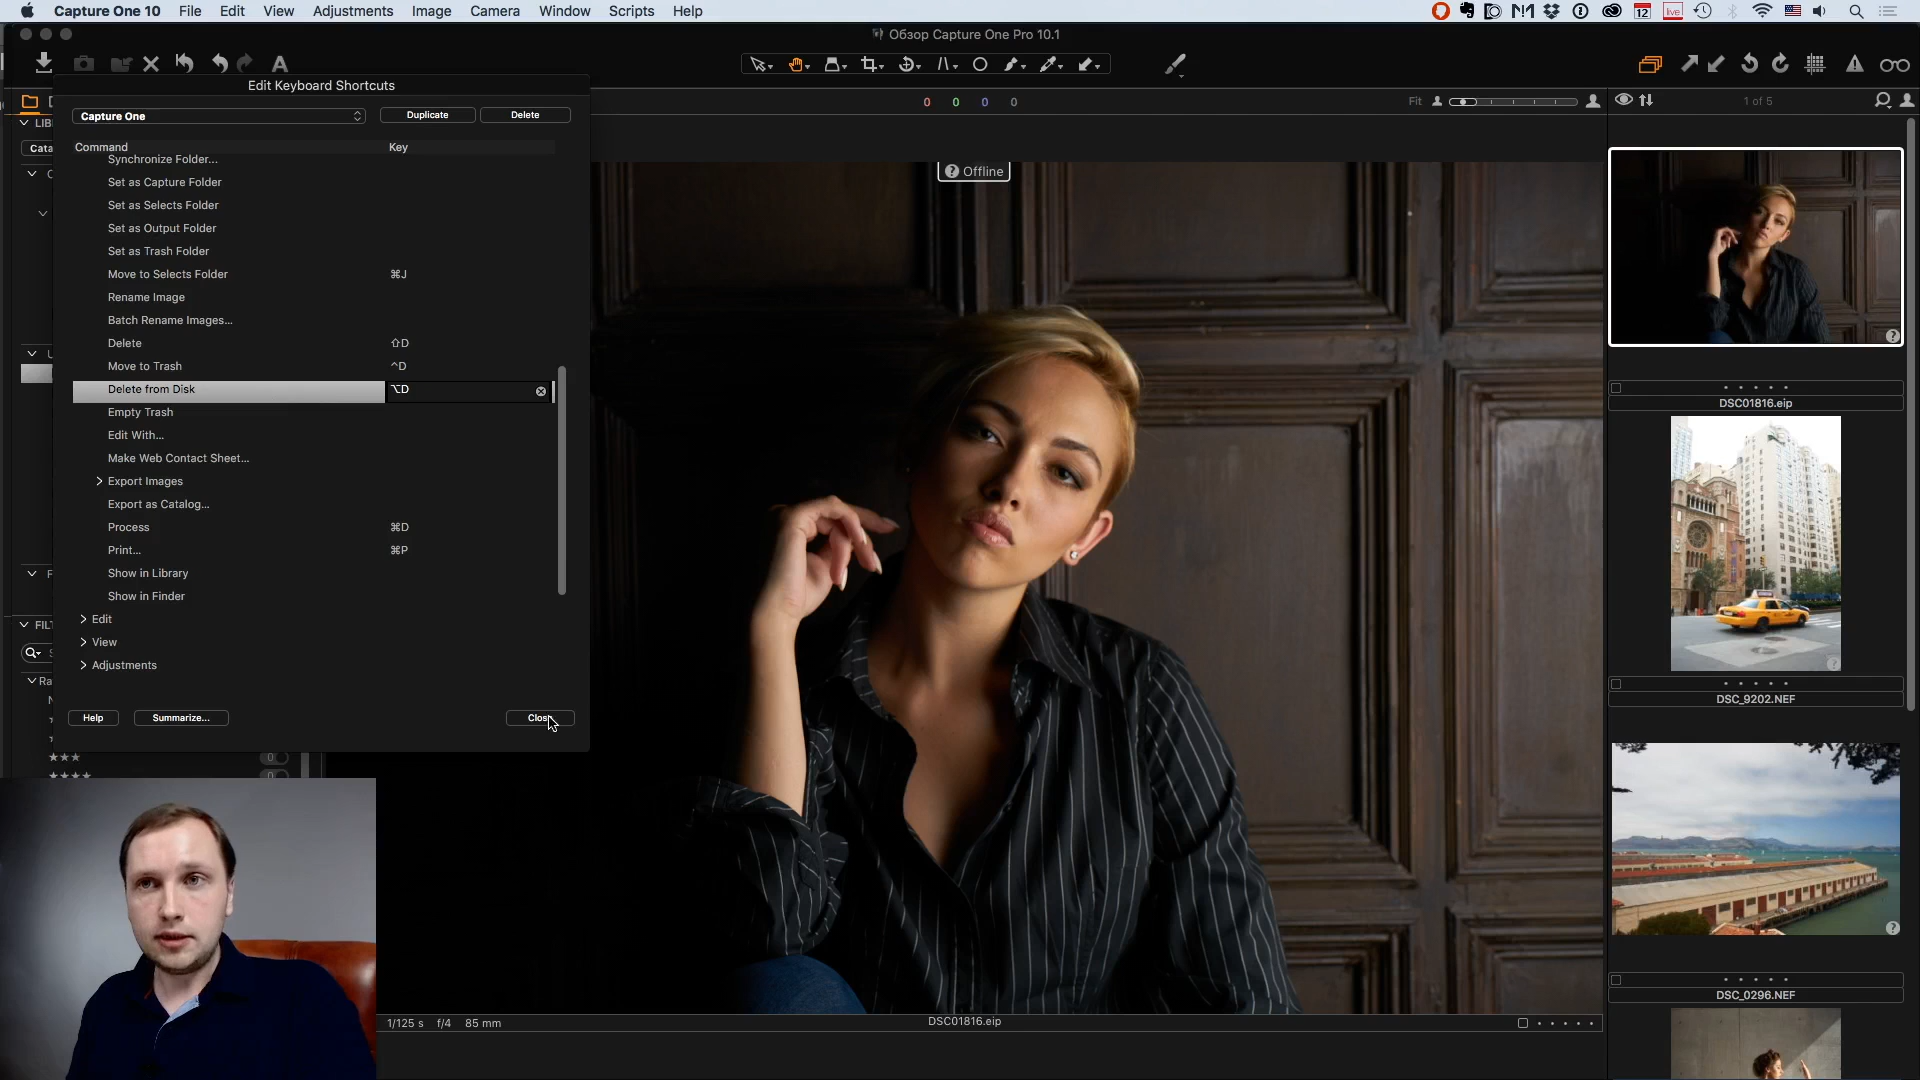 Capture One 10 File Edit View Adjustments Image Camera Window Scripts Help
12 live
Обзор Capture One Pro 10.1
Edit Keyboard Shortcuts
Capture One Duplicate Delete
Command Key
Synchronize Folder...
Set as Capture Folder
Set as Selects Folder
Set as Output Folder
Set as Trash Folder
Move to Selects Folder ⌘J
Rename Image
Batch Rename Images...
Delete ⇧D
Move to Trash ^D
Delete from Disk ⌥D
Empty Trash
Edit With...
Make Web Contact Sheet...
Export Images
Export as Catalog...
Process ⌘D
Print... ⌘P
Show in Library
Show in Finder
Edit
View
Adjustments
Help Summarize...
0 0 0 0
Fit
1 of 5
? Offline
DSC01816.eip
DSC_9202.NEF
DSC_0296.NEF
★★★ 0
★★★★ 0
1/125 s f/4 85 mm
DSC01816.eip